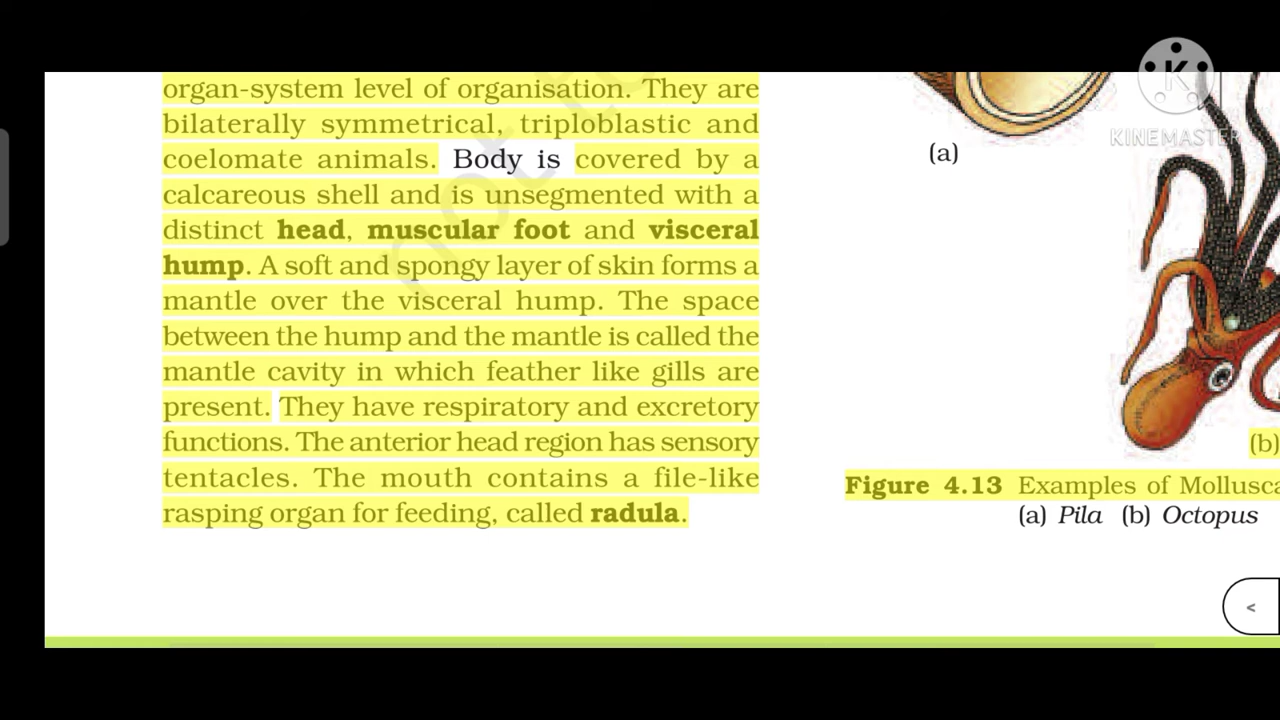 organ-system level of organisation. They are
bilaterally symmetrical, triploblastic and
coelomate animals. Body is covered by a
calcareous shell and is unsegmented with a
distinct head, muscular foot and visceral
hump. A soft and spongy layer of skin forms a
mantle over the visceral hump. The space
between the hump and the mantle is called the
mantle cavity in which feather like gills are
present. They have respiratory and excretory
functions. The anterior head region has sensory
tentacles. The mouth contains a file-like
rasping organ for feeding, called radula.
K
KINEMASTER
(a)
(b)
Figure 4.13 Examples of Mollusca
(a) Pila (b) Octopus
<